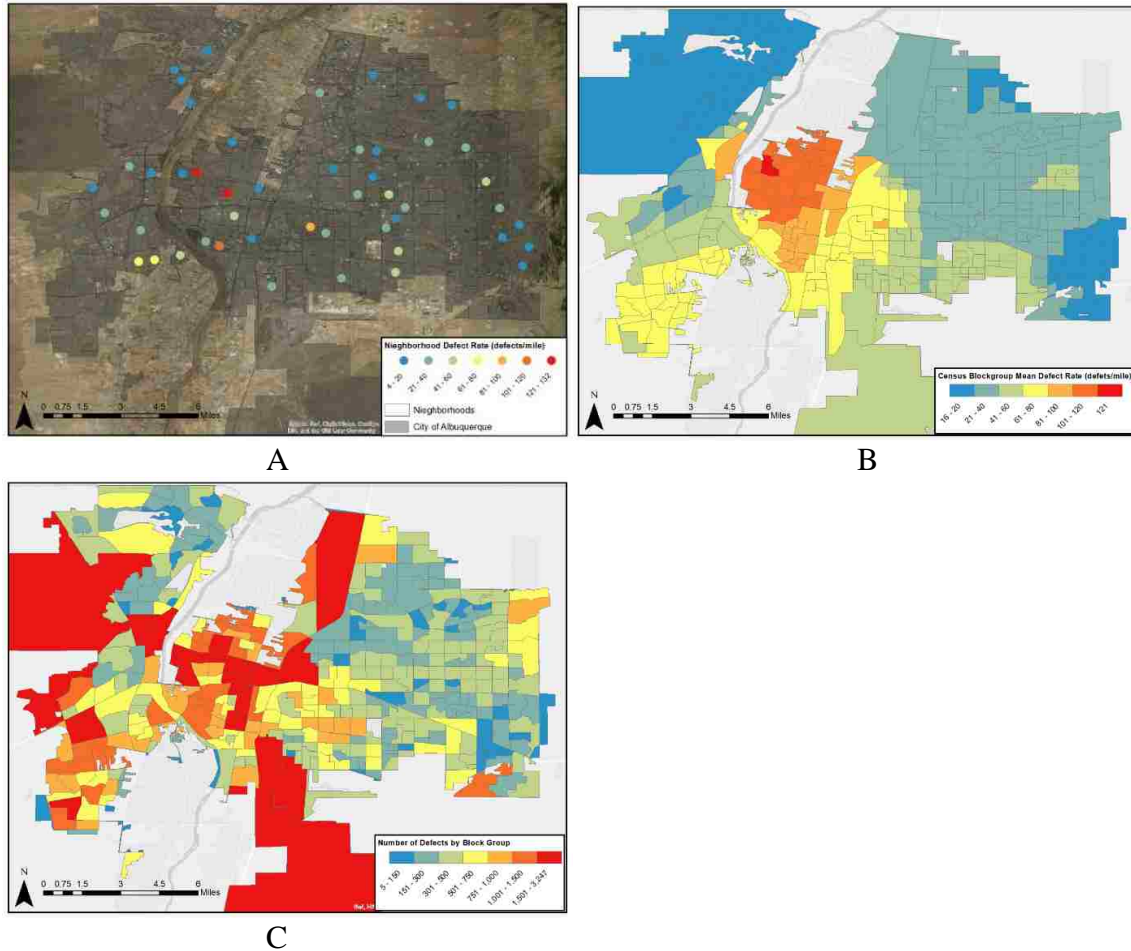 Nieghborhood Defect Rate (defects/mile)
4 - 20
21 - 40
41 - 60
61 - 80
81 - 100
101 - 120
121 - 132
Nieghborhoods
City of Albuquerque
N
0 0.75 1.5 3 4.5 6
Miles
A
Census Blockgroup Mean Defect Rate (defets/mile)
16 - 20
21 - 40
41 - 60
61 - 80
81 - 100
101 - 120
121
N
0 0.75 1.5 3 4.5 6
Miles
B
Number of Defects by Block Group
5 - 150
151 - 300
301 - 500
501 - 750
751 - 1,000
1,001 - 1,500
1,501 - 3,247
N
0 0.75 1.5 3 4.5 6
Miles
C